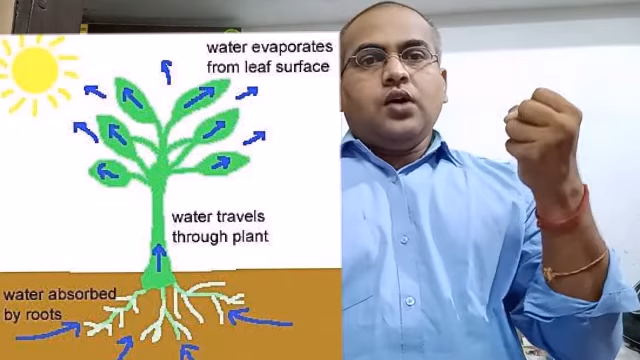 water evaporates
from leaf surface
water travels
through plant
water absorbed
by roots